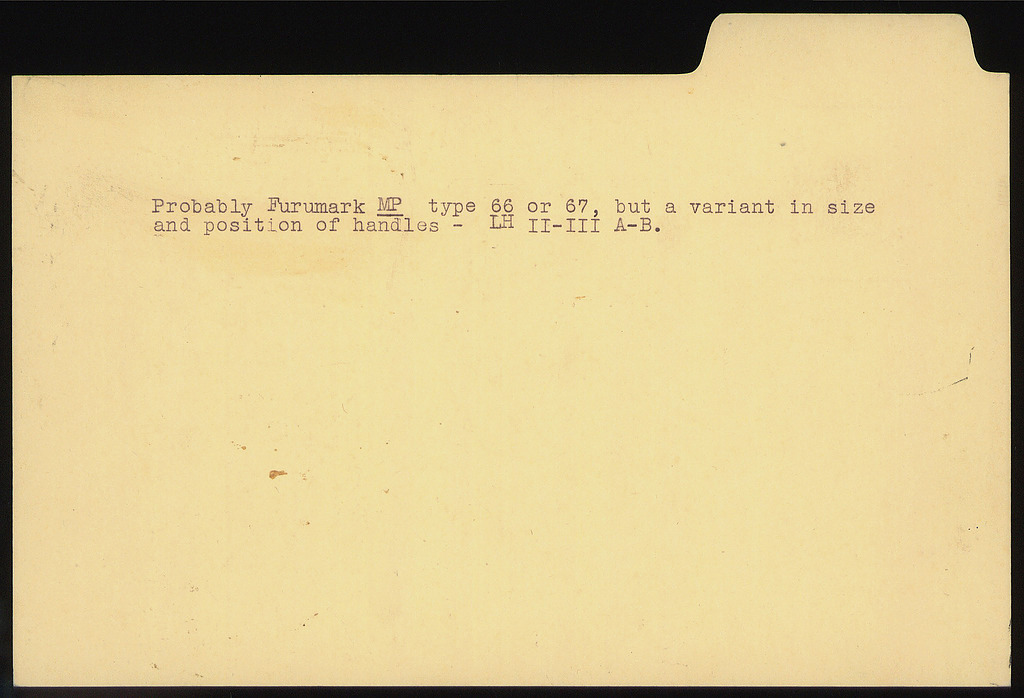 Probably Furumark MP type 66 or 67, but a variant in size
and position of handles - LH II-III A-B.